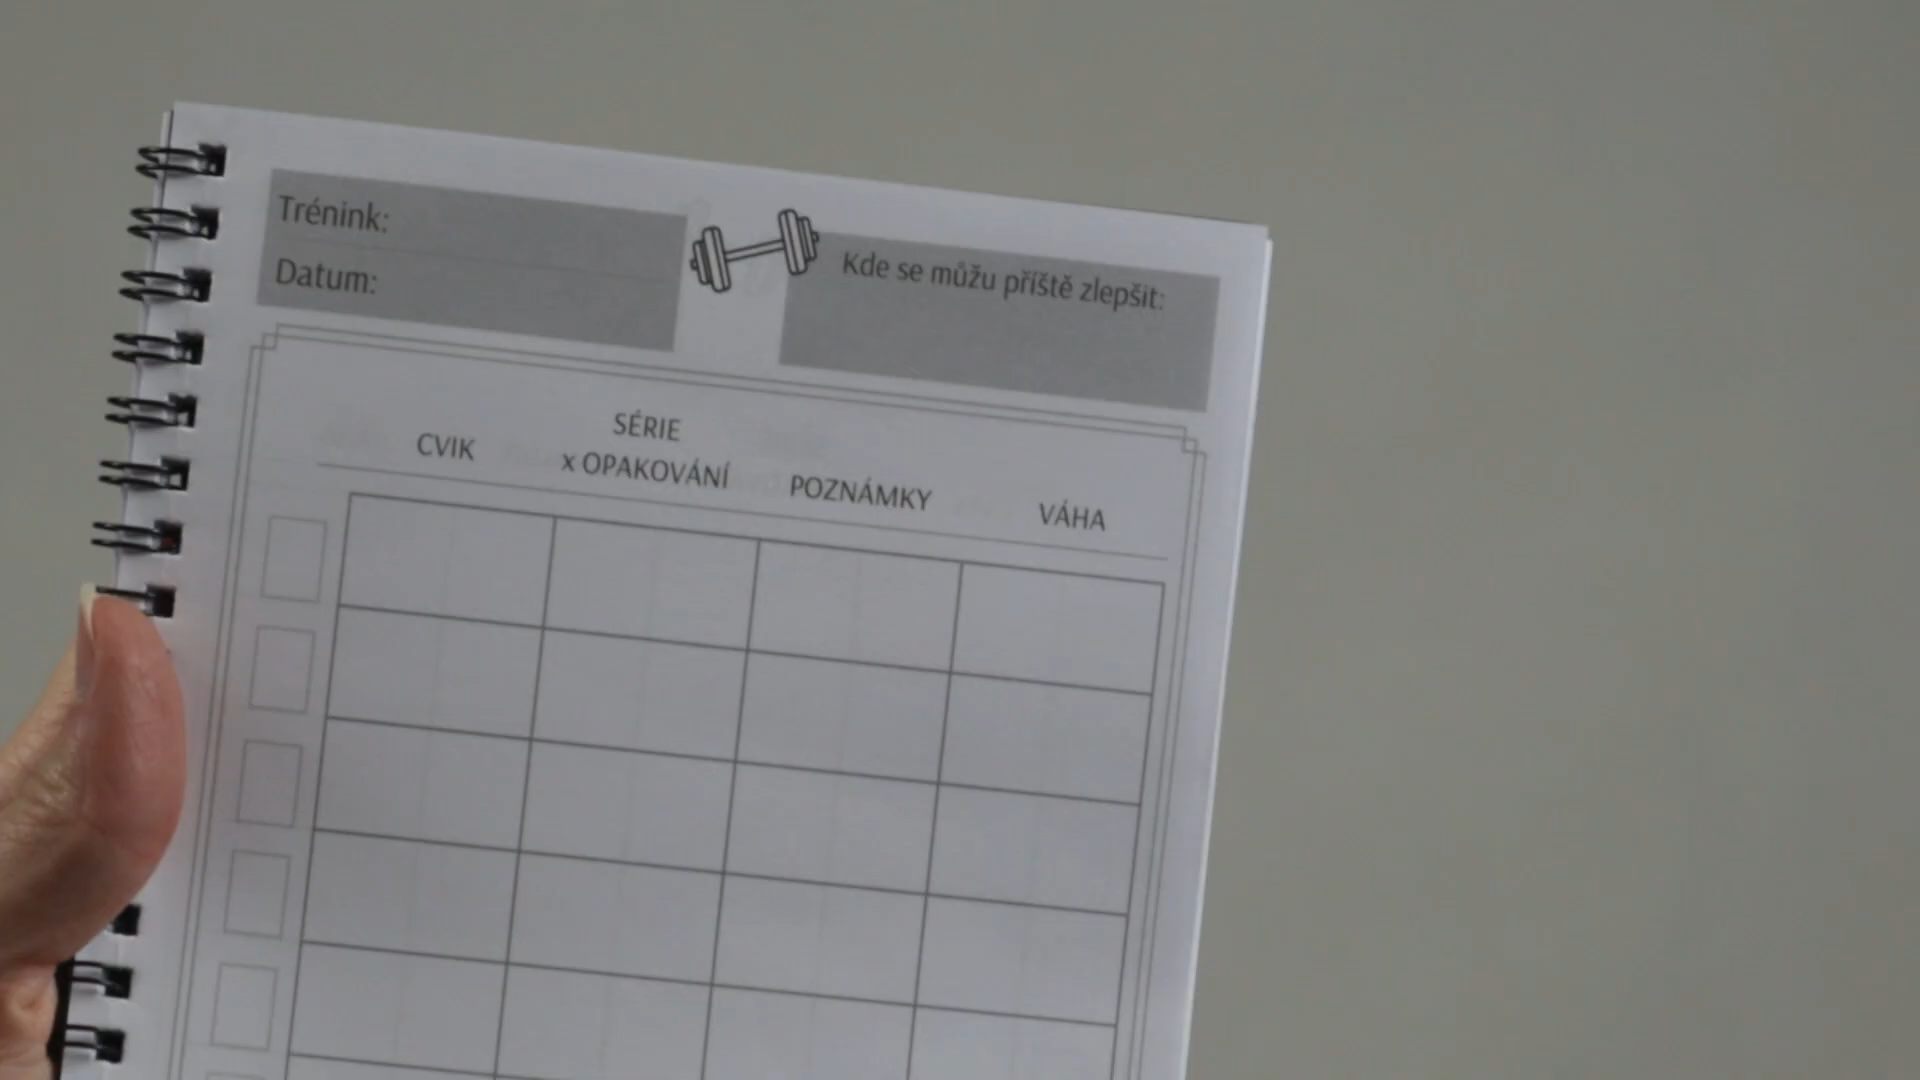 Trénink:
Datum:
Kde se můžu příště zlepšit:
CVIK
SÉRIE
x OPAKOVÁNÍ
POZNÁMKY
VÁHA